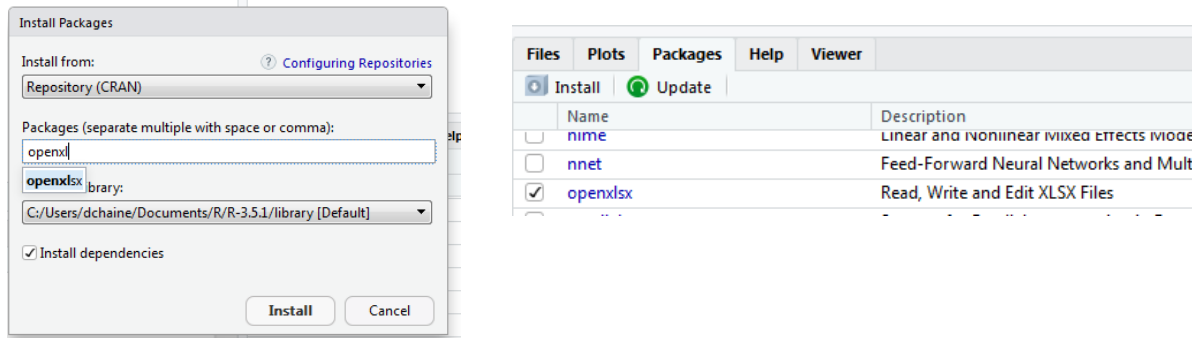 Install Packages
Install from:
? Configuring Repositories
Repository (CRAN)
Packages (separate multiple with space or comma):
openxl
openxlsx
brary:
C:/Users/dchaine/Documents/R/R-3.5.1/library [Default]
Install dependencies
Install
Cancel
elp
Files Plots Packages Help Viewer
Install Update
Name Description
nlme Linear and Nonlinear Mixed Effects Mode
nnet Feed-Forward Neural Networks and Mult
openxlsx Read, Write and Edit XLSX Files